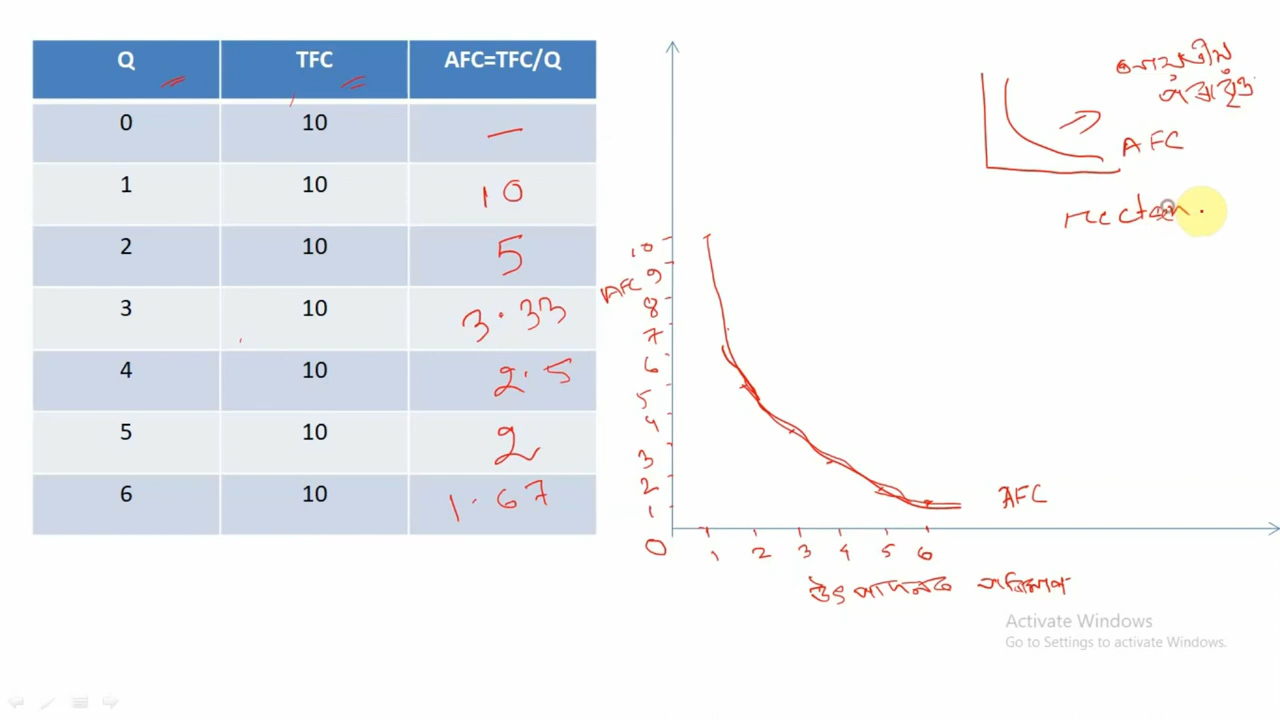 Q TFC AFC=TFC/Q
0 10 —
1 10 10
2 10 5
3 10 3.33
4 10 2.5
5 10 2
6 10 1.67
AFC
rectan
10
AFC 9
8
7
6
5
4
3
2
1
AFC
0 1 2 3 4 5 6
উৎপাদনের পরিমাণ
Activate Windows
Go to Settings to activate Windows.